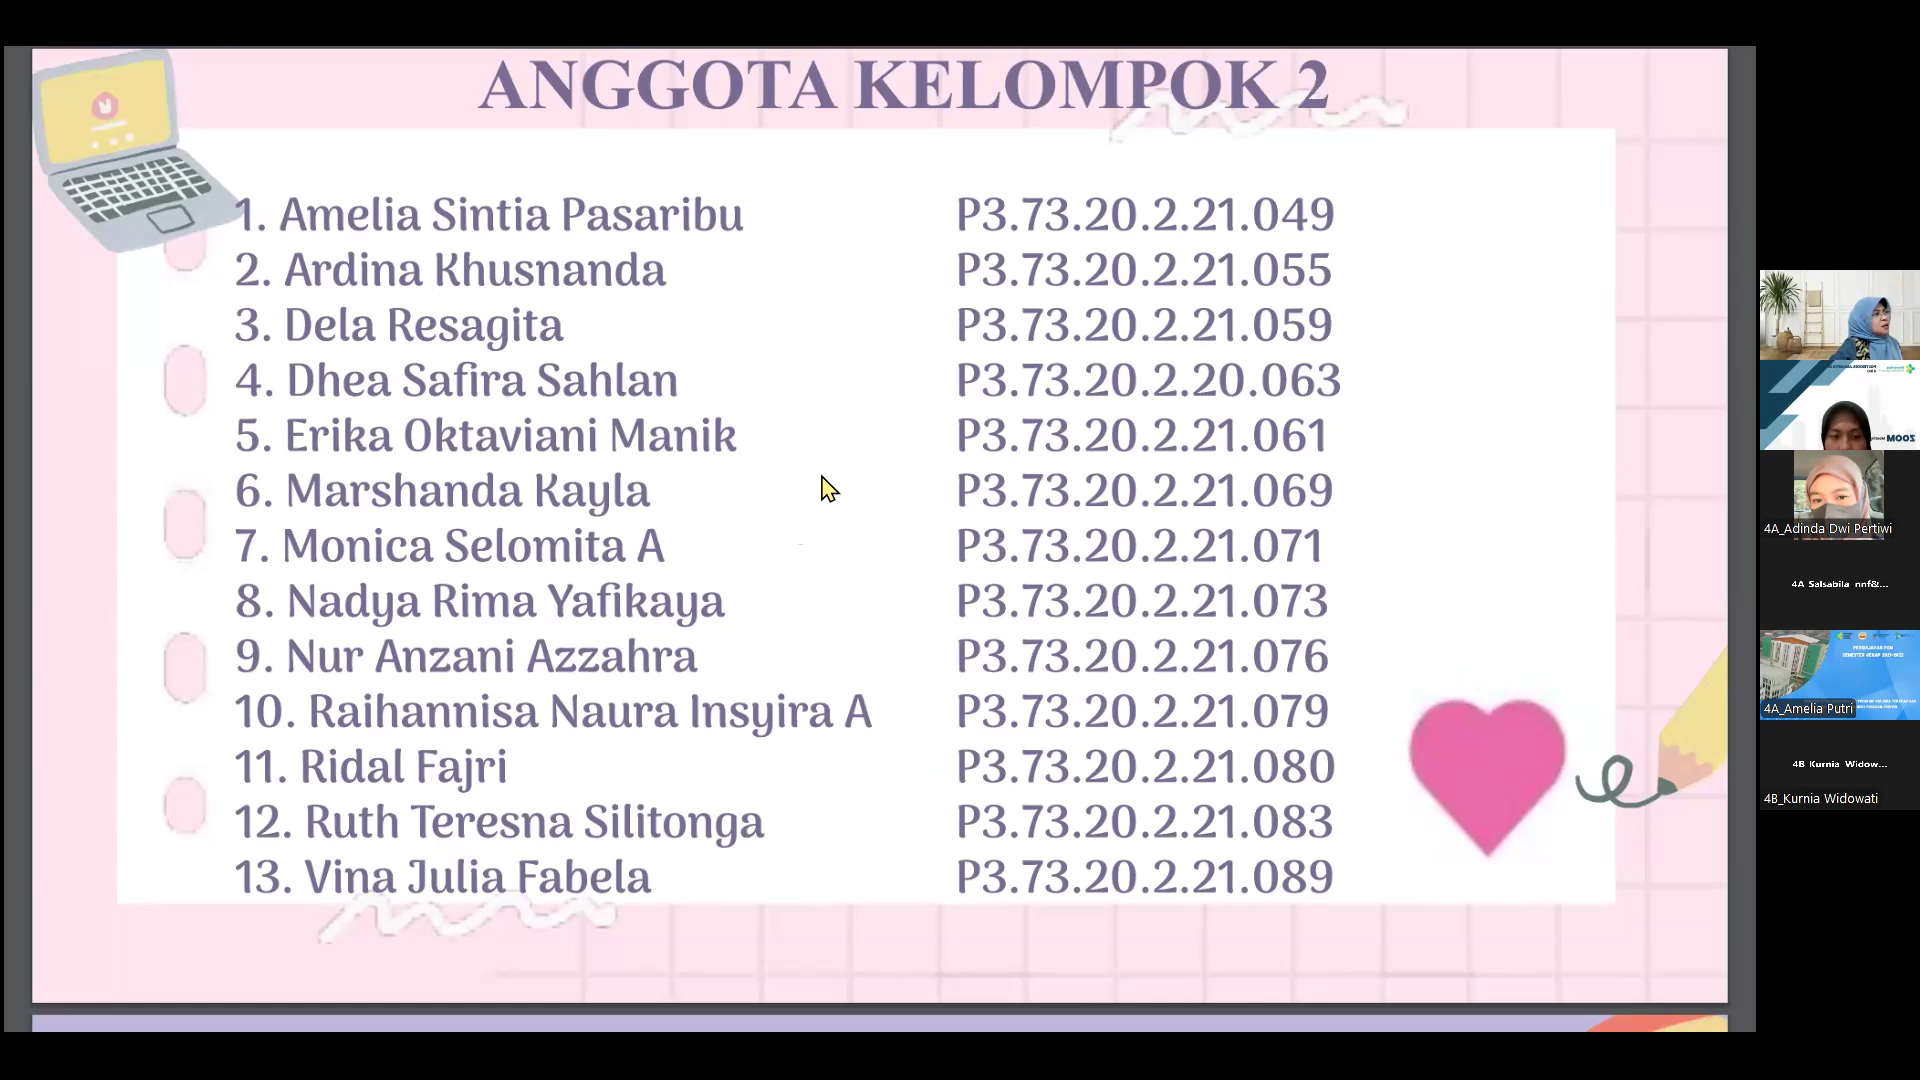 ANGGOTA KELOMPOK 2
1. Amelia Sintia Pasaribu P3.73.20.2.21.049
2. Ardina Khusnanda P3.73.20.2.21.055
3. Dela Resagita P3.73.20.2.21.059
4. Dhea Safira Sahlan P3.73.20.2.20.063
5. Erika Oktaviani Manik P3.73.20.2.21.061
6. Marshanda Kayla P3.73.20.2.21.069
7. Monica Selomita A P3.73.20.2.21.071
8. Nadya Rima Yafikaya P3.73.20.2.21.073
9. Nur Anzani Azzahra P3.73.20.2.21.076
10. Raihannisa Naura Insyira A P3.73.20.2.21.079
11. Ridal Fajri P3.73.20.2.21.080
12. Ruth Teresna Silitonga P3.73.20.2.21.083
13. Vina Julia Fabela P3.73.20.2.21.089
ZOOM
4A_Adinda Dwi Pertiwi
4A Salsabila nnf&...
4A_Amelia Putri
4B Kurnia Widow...
4B_Kurnia Widowati